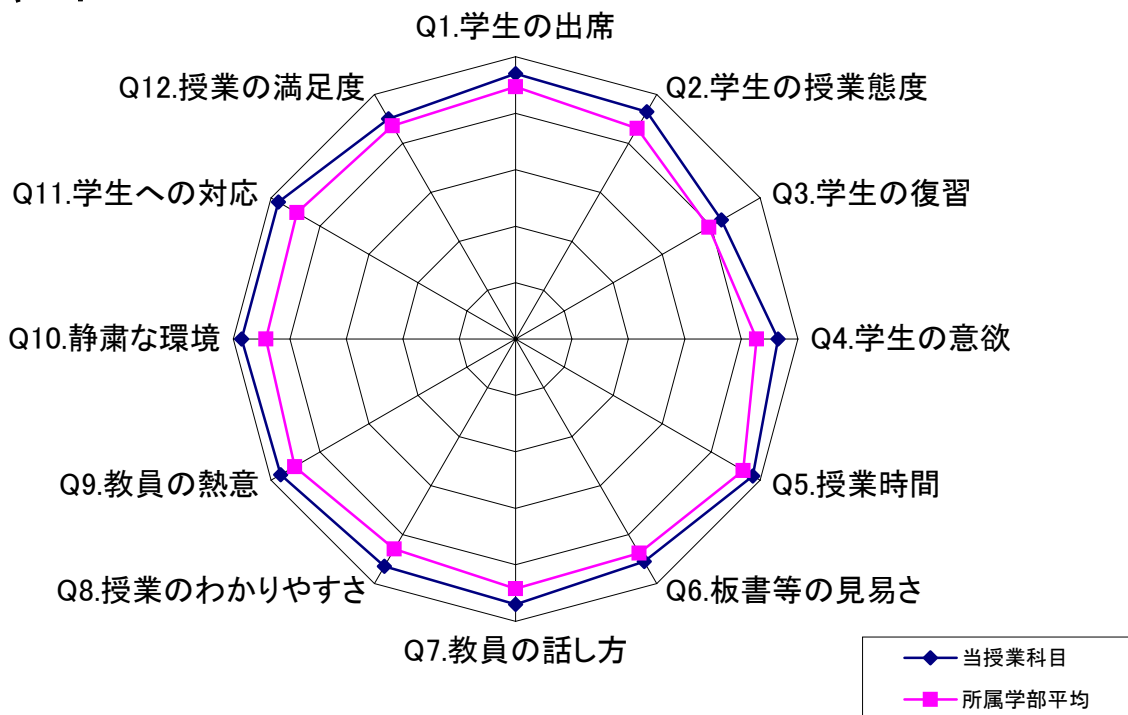 Q1.学生の出席
Q2.学生の授業態度
Q3.学生の復習
Q4.学生の意欲
Q5.授業時間
Q6.板書等の見易さ
Q7.教員の話し方
Q8.授業のわかりやすさ
Q9.教員の熱意
Q10.静粛な環境
Q11.学生への対応
Q12.授業の満足度
当授業科目
所属学部平均